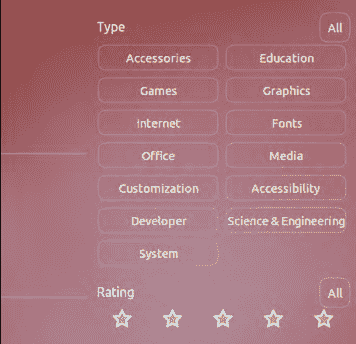 Type All
Accessories Education
Games Graphics
Internet Fonts
Office Media
Customization Accessibility
Developer Science & Engineering
System
Rating All